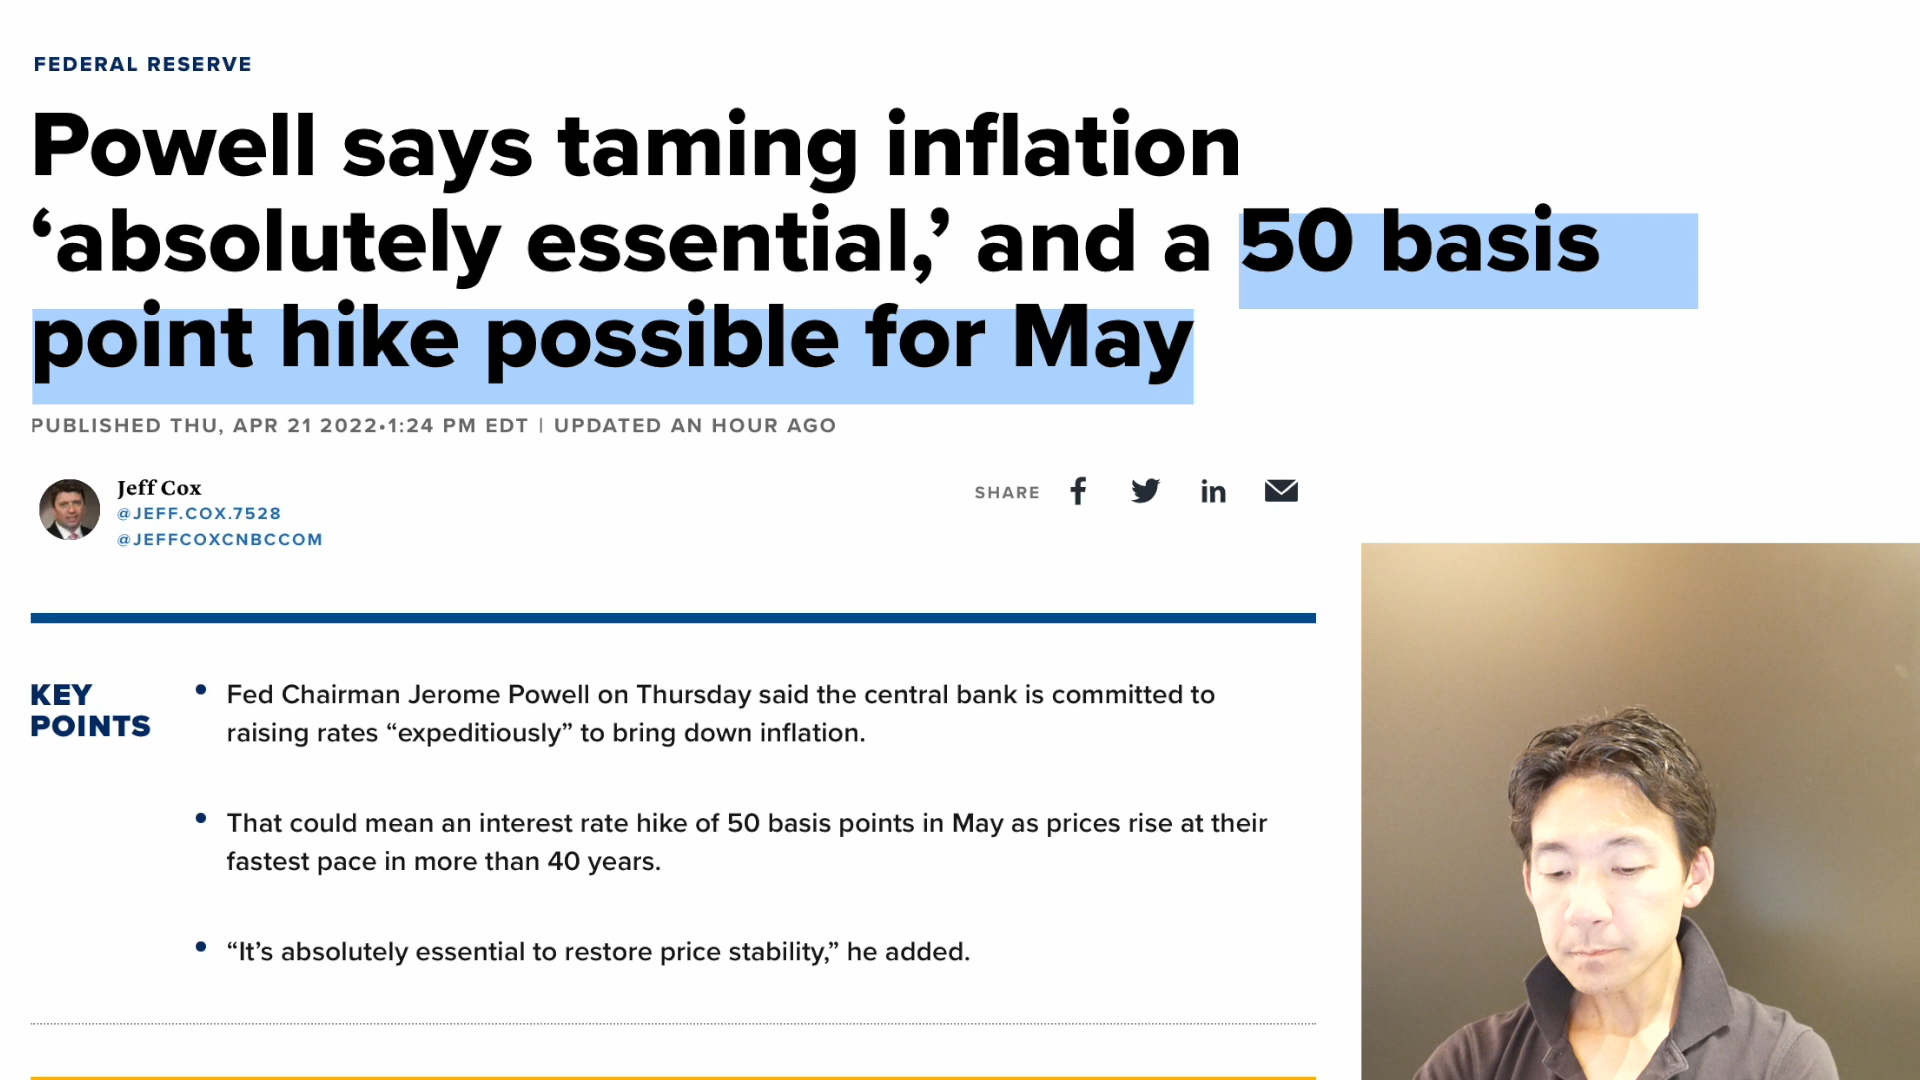 FEDERAL RESERVE
Powell says taming inflation
‘absolutely essential,’ and a 50 basis
point hike possible for May
PUBLISHED THU, APR 21 2022•1:24 PM EDT | UPDATED AN HOUR AGO
Jeff Cox
@JEFF.COX.7528
@JEFFCOXCNBCCOM
SHARE
KEY
POINTS
• Fed Chairman Jerome Powell on Thursday said the central bank is committed to
raising rates “expeditiously” to bring down inflation.
• That could mean an interest rate hike of 50 basis points in May as prices rise at their
fastest pace in more than 40 years.
• “It’s absolutely essential to restore price stability,” he added.